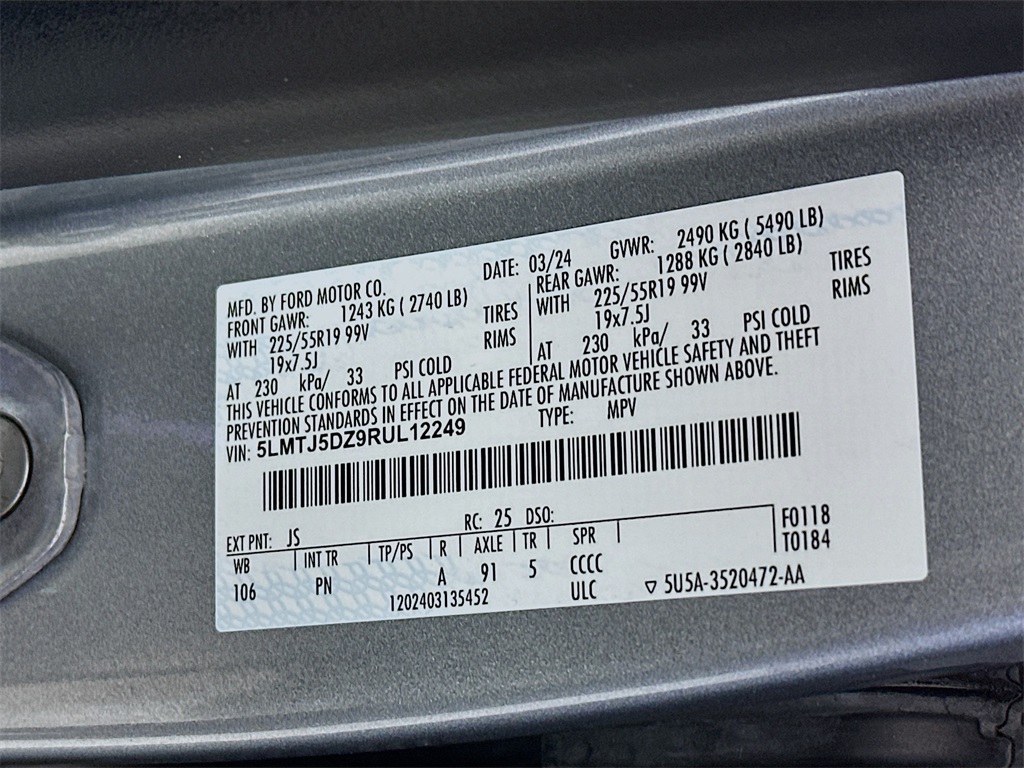 MFD. BY FORD MOTOR CO. DATE: 03/24 GVWR: 2490 KG ( 5490 LB)
FRONT GAWR: 1243 KG ( 2740 LB) REAR GAWR: 1288 KG ( 2840 LB)
WITH 225/55R19 99V TIRES WITH 225/55R19 99V TIRES
19x7.5J RIMS 19x7.5J RIMS
AT 230 kPa/ 33 PSI COLD AT 230 kPa/ 33 PSI COLD
THIS VEHICLE CONFORMS TO ALL APPLICABLE FEDERAL MOTOR VEHICLE SAFETY AND THEFT
PREVENTION STANDARDS IN EFFECT ON THE DATE OF MANUFACTURE SHOWN ABOVE.
VIN: 5LMTJ5DZ9RUL12249 TYPE: MPV
EXT PNT: JS RC: 25 DSO: F0118
WB INT TR TP/PS R AXLE TR SPR T0184
106 PN A 91 5 CCCC
1202403135452 ULC ▽ 5U5A-3520472-AA